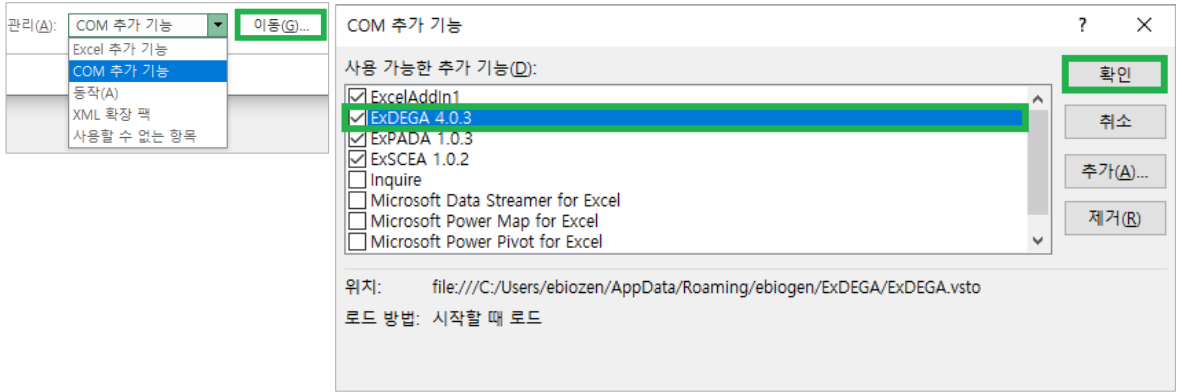 관리(A): COM 추가 기능 이동(G)...
Excel 추가 기능
COM 추가 기능
동작(A)
XML 확장 팩
사용할 수 없는 항목
COM 추가 기능 ? ×
사용 가능한 추가 기능(D):
ExcelAddIn1
ExDEGA 4.0.3
ExPADA 1.0.3
ExSCEA 1.0.2
Inquire
Microsoft Data Streamer for Excel
Microsoft Power Map for Excel
Microsoft Power Pivot for Excel
확인
취소
추가(A)...
제거(R)
위치: file:///C:/Users/ebiozen/AppData/Roaming/ebiogen/ExDEGA/ExDEGA.vsto
로드 방법: 시작할 때 로드